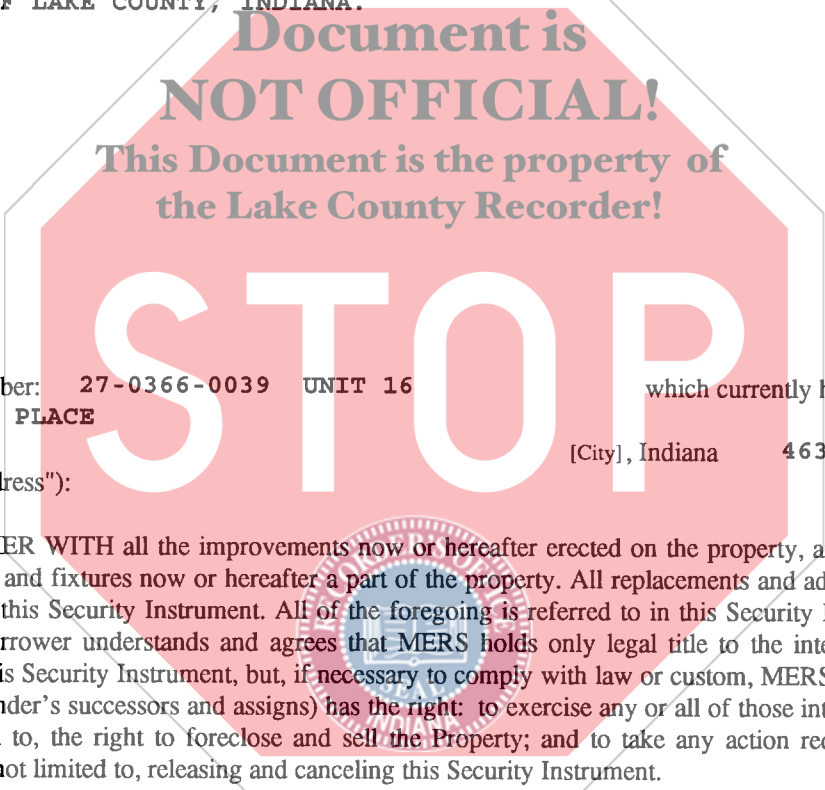 F LAKE COUNTY, INDIANA.
Document is
NOT OFFICIAL!
This Document is the property of
the Lake County Recorder!
STOP
ber: 27-0366-0039 UNIT 16 which currently h
PLACE
[City], Indiana 463
ress"):
ER WITH all the improvements now or hereafter erected on the property, a
and fixtures now or hereafter a part of the property. All replacements and ad
this Security Instrument. All of the foregoing is referred to in this Security
rrower understands and agrees that MERS holds only legal title to the inte
is Security Instrument, but, if necessary to comply with law or custom, MERS
nder's successors and assigns) has the right: to exercise any or all of those int
to, the right to foreclose and sell the Property; and to take any action req
not limited to, releasing and canceling this Security Instrument.
RECORDER'S OFFICE
SEAL
INDIANA